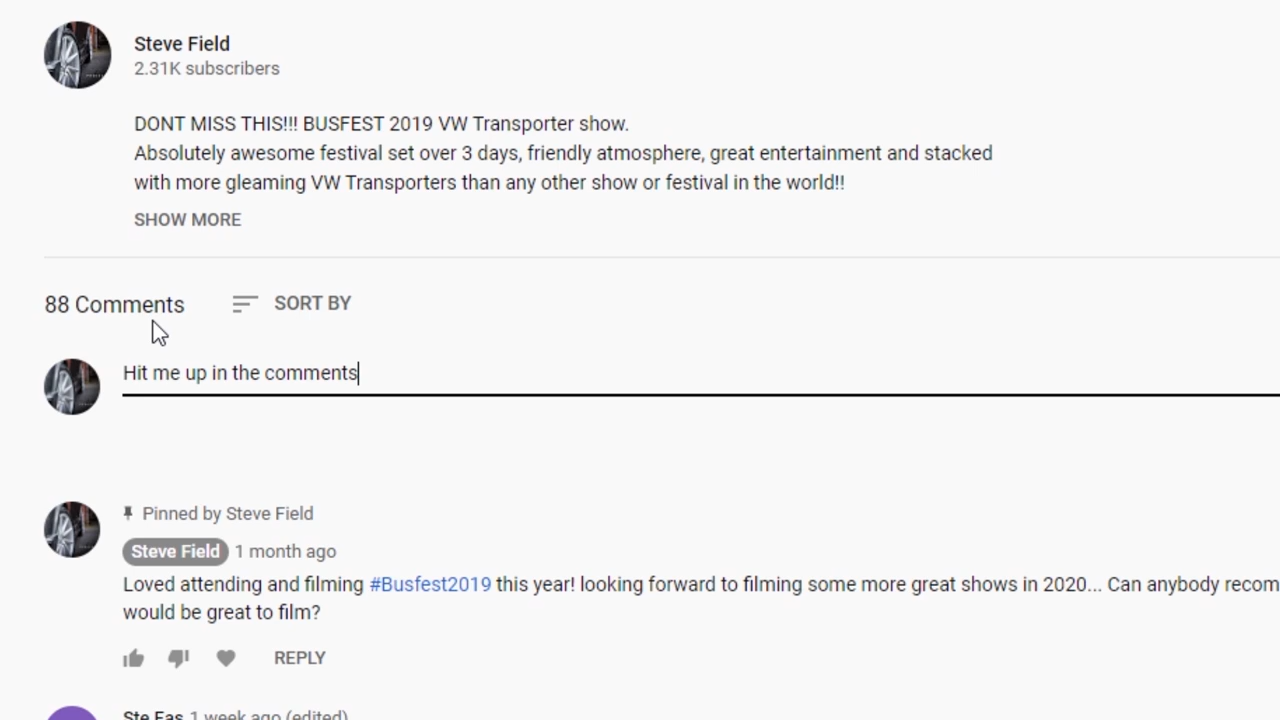 Steve Field
2.31K subscribers
DONT MISS THIS!!! BUSFEST 2019 VW Transporter show.
Absolutely awesome festival set over 3 days, friendly atmosphere, great entertainment and stacked
with more gleaming VW Transporters than any other show or festival in the world!!
SHOW MORE
88 Comments SORT BY
Hit me up in the comments
Pinned by Steve Field
Steve Field 1 month ago
Loved attending and filming #Busfest2019 this year! looking forward to filming some more great shows in 2020... Can anybody recom
would be great to film?
REPLY
Ste Fas 1 week ago (edited)